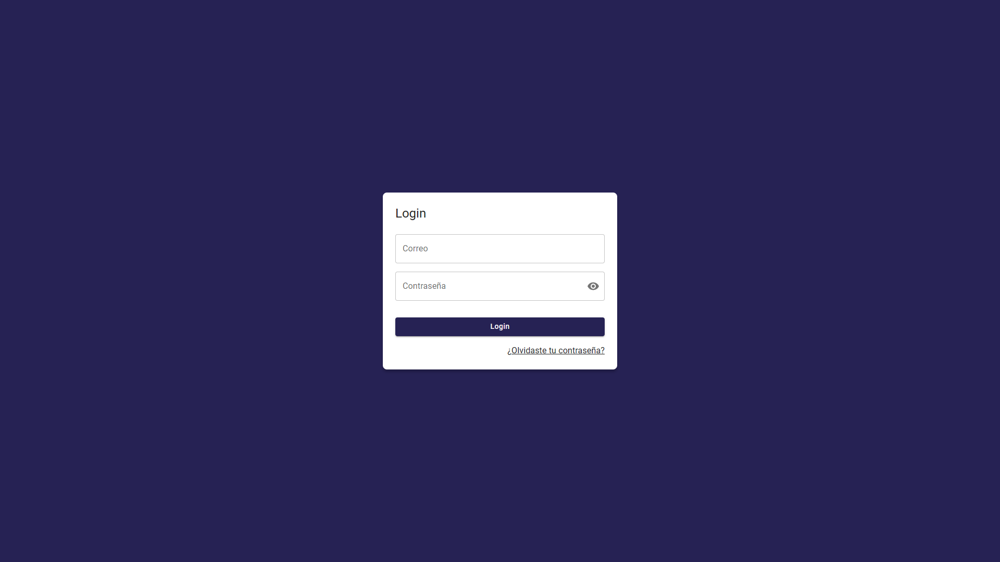 Login
Correo
Contraseña
Login
¿Olvidaste tu contraseña?